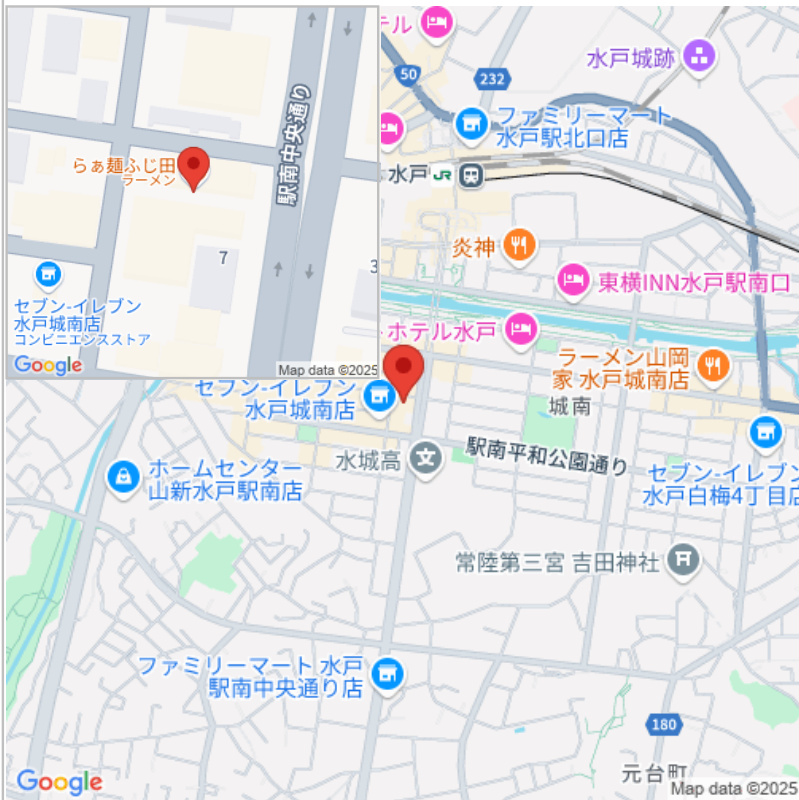 駅南中央通り
らぁ麺ふじ田
ラーメン
7
3
セブン-イレブン
水戸城南店
コンビニエンスストア
Google
Map data ©2025
テル
50
232
水戸城跡
ファミリーマート
水戸駅北口店
水戸
JR
炎神
東横INN水戸駅南口
ホテル水戸
ラーメン山岡
家 水戸城南店
セブン-イレブン
水戸城南店
城南
水城高
駅南平和公園通り
ホームセンター
山新水戸駅南店
セブン-イレブン
水戸白梅4丁目店
常陸第三宮 吉田神社
ファミリーマート 水戸
駅南中央通り店
180
元台町
Google
Map data ©2025